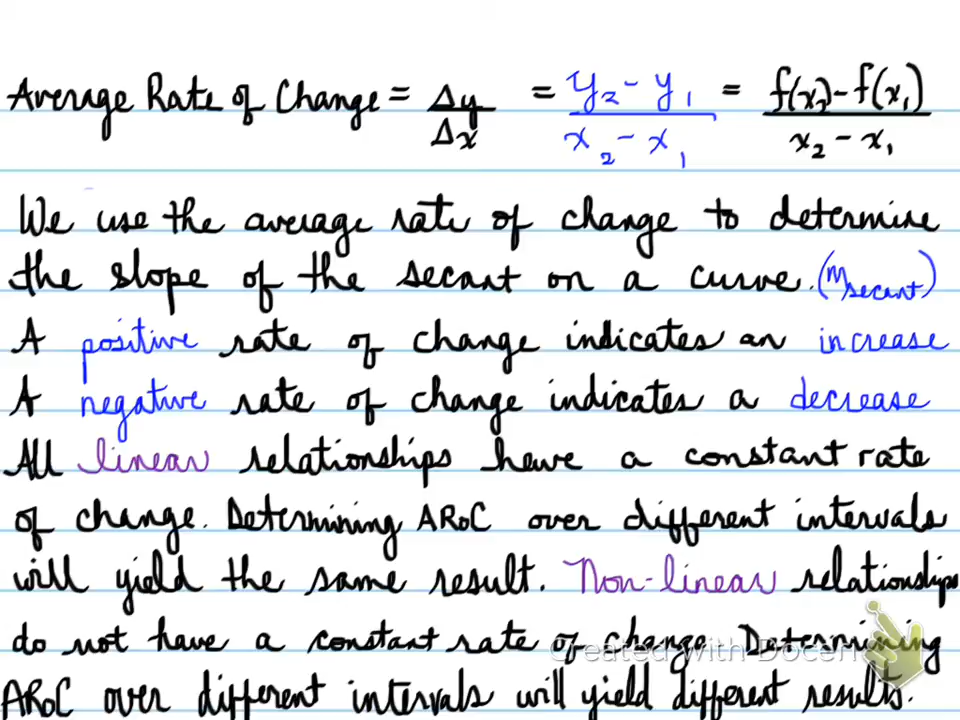 Average Rate of Change = Δy/Δx = y₂ - y₁/x₂ - x₁ = f(x₂) - f(x₁)/x₂ - x₁
We use the average rate of change to determine
the slope of the secant on a curve. (m secant)
A positive rate of change indicates an increase
A negative rate of change indicates a decrease
All linear relationships have a constant rate
of change. Determining ARoC over different intervals
will yield the same result. Non-linear relationships
do not have a constant rate of change. Determining
Created with Doceri
ARoC over different intervals will yield different results.